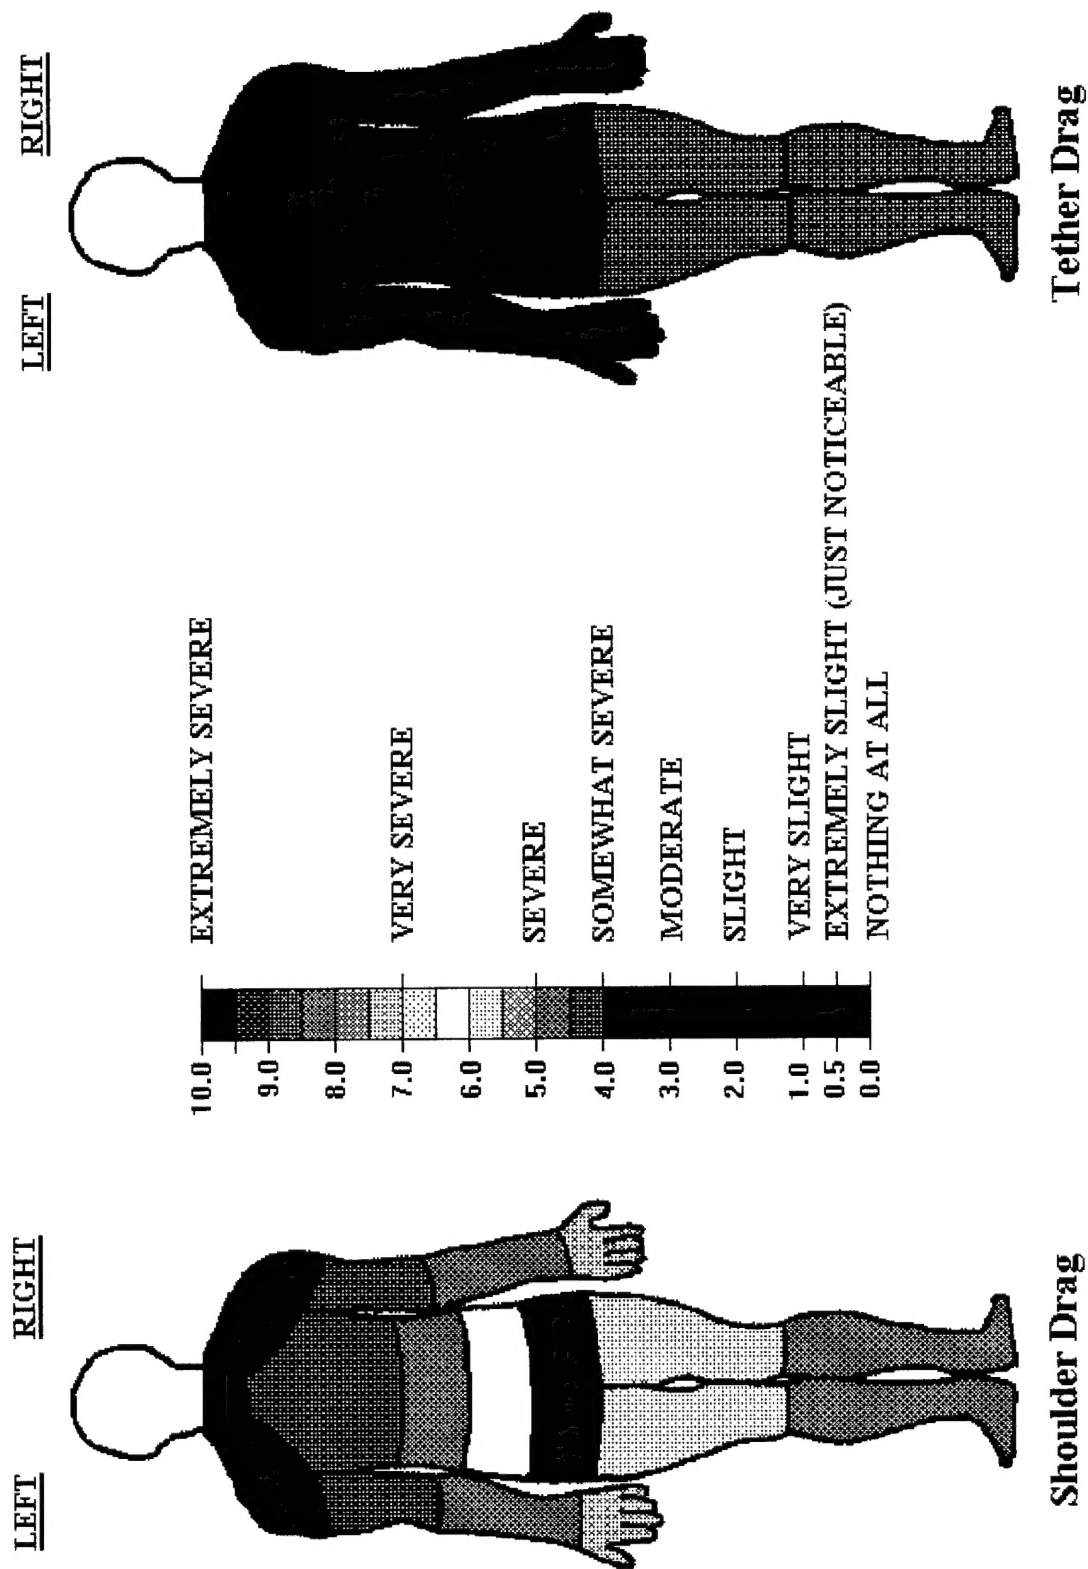 LEFT
RIGHT
Shoulder Drag
10.0
9.0
8.0
7.0
6.0
5.0
4.0
3.0
2.0
1.0
0.5
0.0
EXTREMELY SEVERE
VERY SEVERE
SEVERE
SOMEWHAT SEVERE
MODERATE
SLIGHT
VERY SLIGHT
EXTREMELY SLIGHT (JUST NOTICEABLE)
NOTHING AT ALL
LEFT
RIGHT
Tether Drag